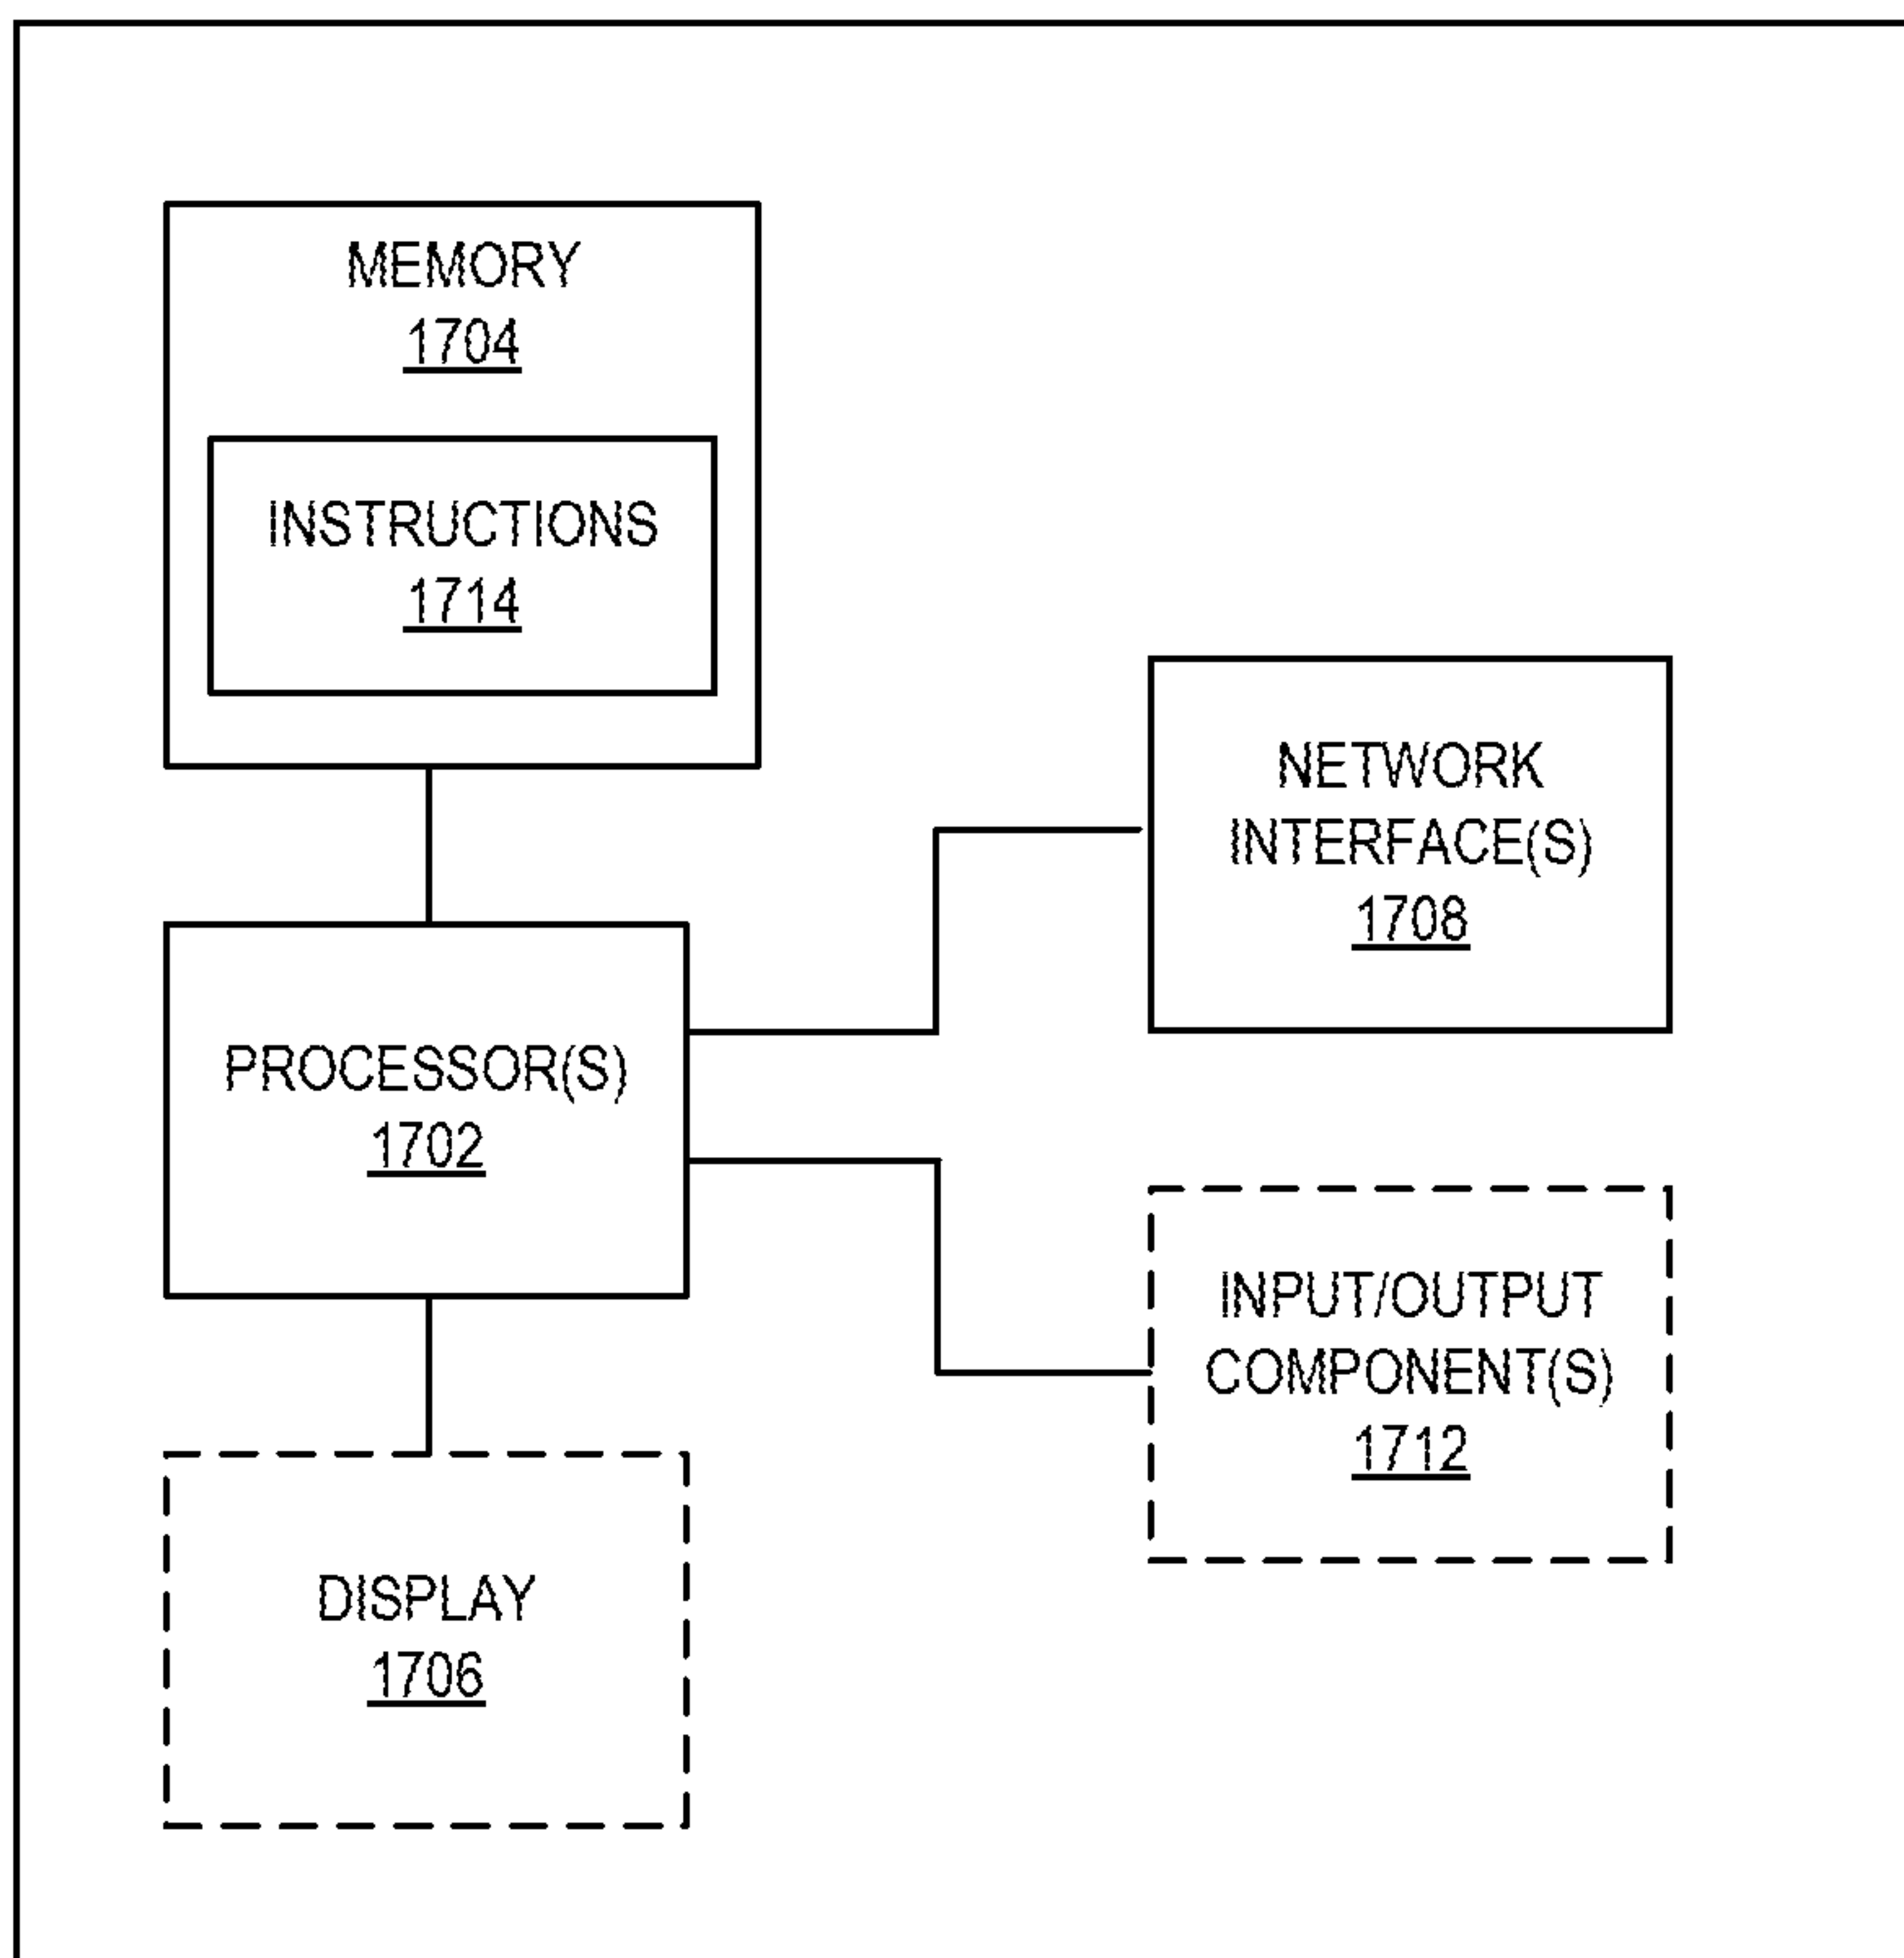 MEMORY
1704
INSTRUCTIONS
1714
NETWORK
INTERFACE(S)
1708
PROCESSOR(S)
1702
INPUT/OUTPUT
COMPONENT(S)
1712
DISPLAY
1706